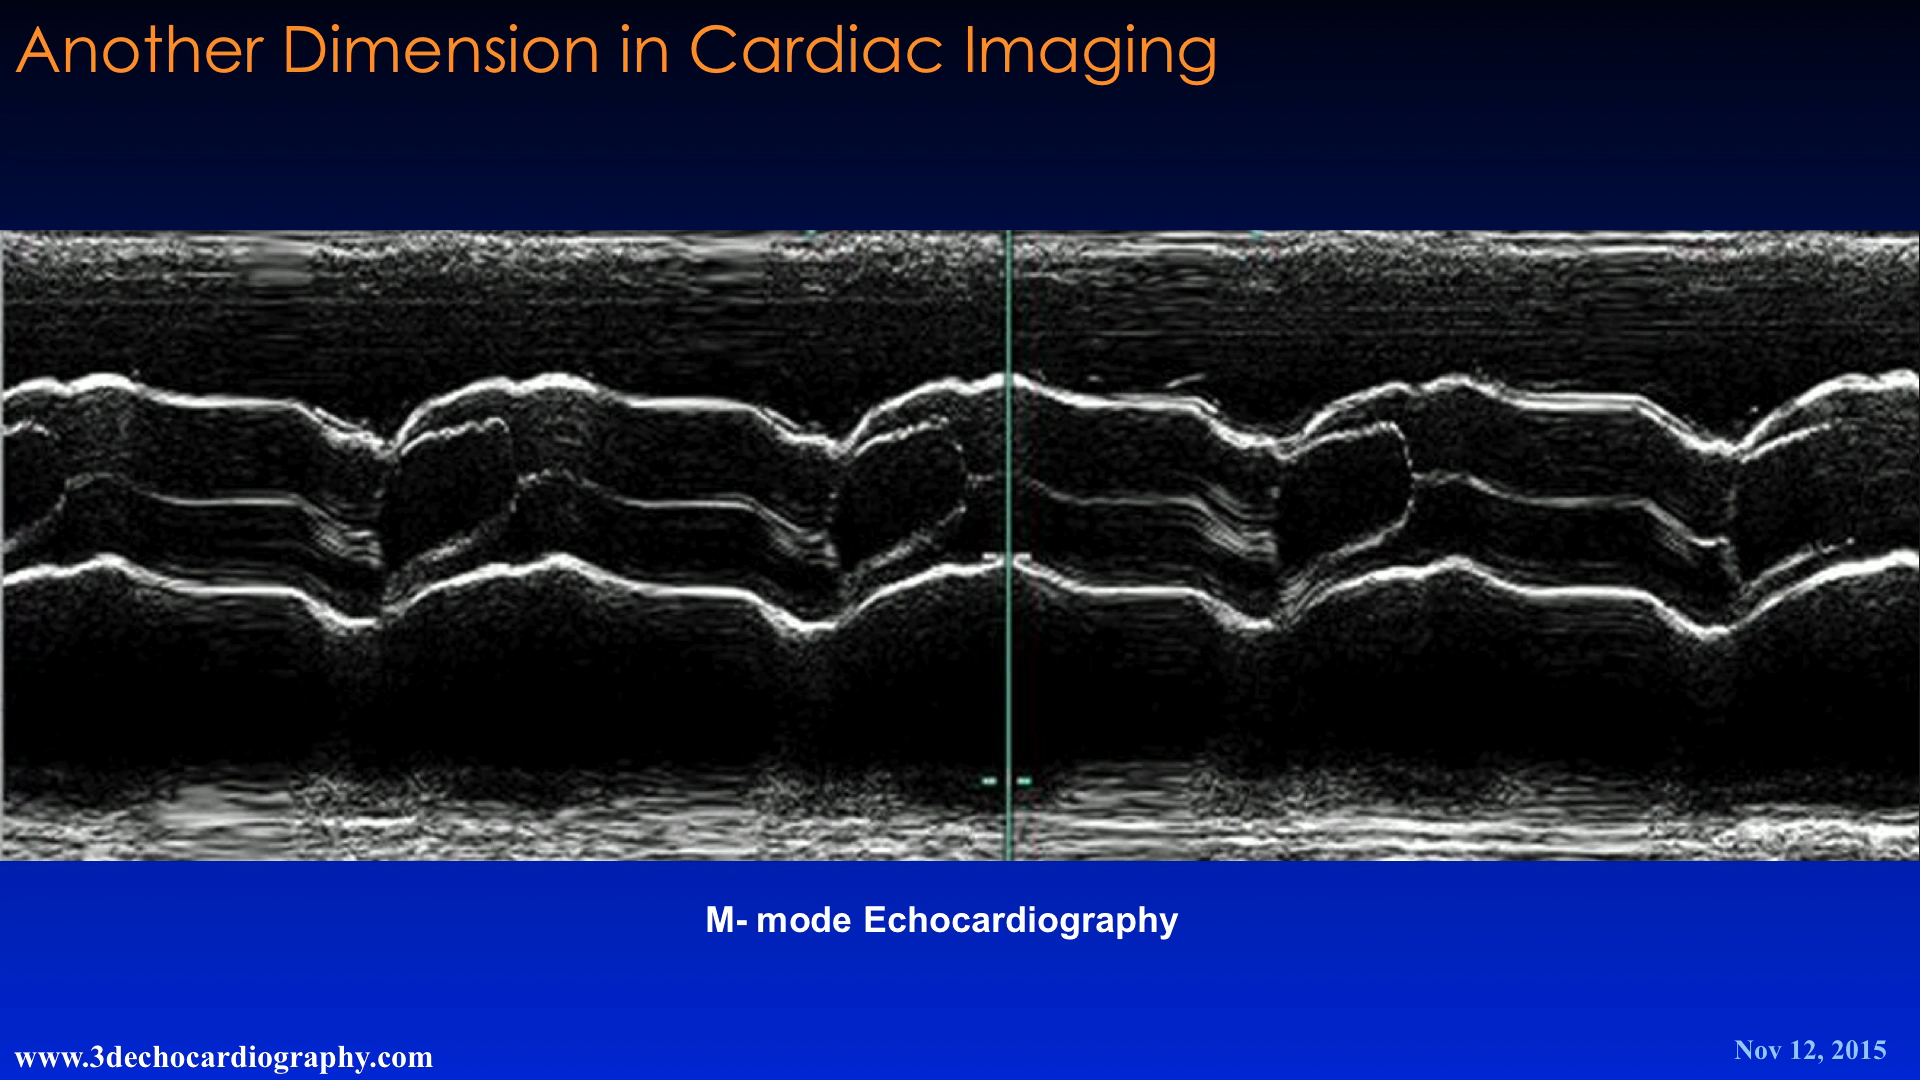 Another Dimension in Cardiac Imaging
M- mode Echocardiography
www.3dechocardiography.com
Nov 12, 2015